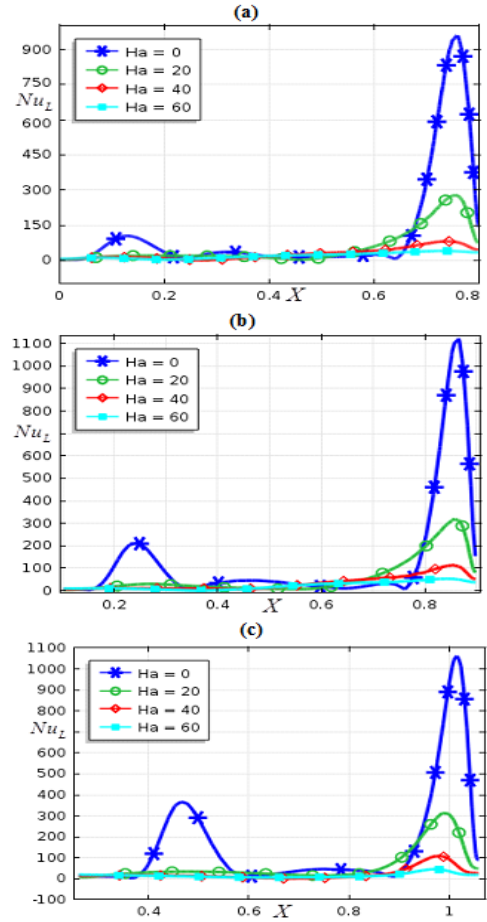 (a)
900
750
Nu_L
600
450
300
150
0
Ha = 0
Ha = 20
Ha = 40
Ha = 60
0 0.2 0.4 X 0.6 0.8
(b)
1100
1000
900
800
Nu_L
700
600
500
400
300
200
100
0
Ha = 0
Ha = 20
Ha = 40
Ha = 60
0.2 0.4 X 0.6 0.8
(c)
1100
1000
900
800
Nu_L
700
600
500
400
300
200
100
0
-100
Ha = 0
Ha = 20
Ha = 40
Ha = 60
0.4 0.6 X 0.8 1